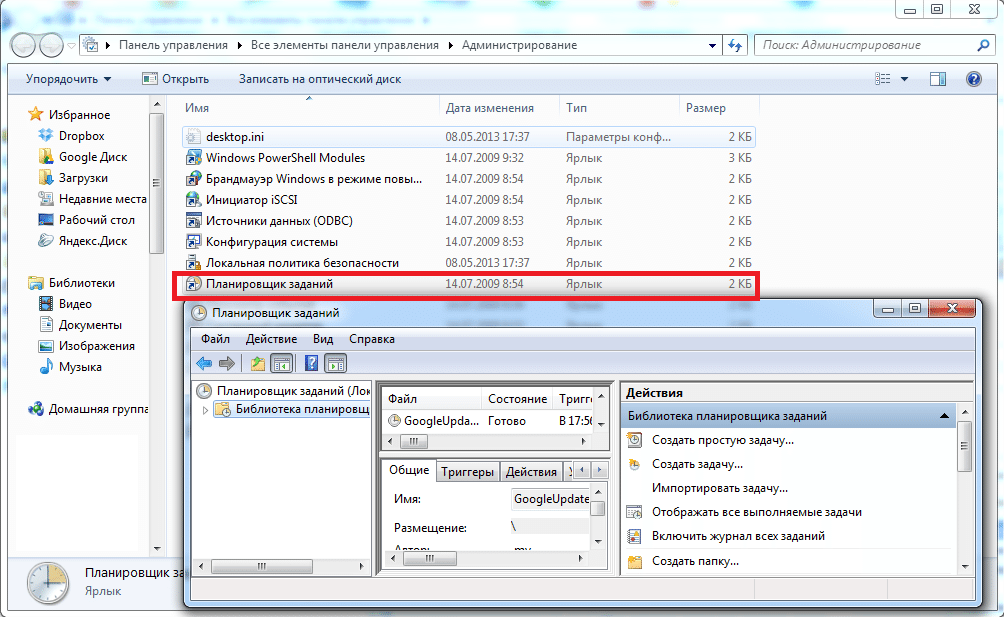 Панель управления ▸ Все элементы панели управления ▸ Администрирование
Поиск: Администрирование
Упорядочить Открыть Записать на оптический диск
Избранное
Dropbox
Google Диск
Загрузки
Недавние места
Рабочий стол
Яндекс.Диск
Библиотеки
Видео
Документы
Изображения
Музыка
Домашняя группа
Имя Дата изменения Тип Размер
desktop.ini 08.05.2013 17:37 Параметры конф... 2 КБ
Windows PowerShell Modules 14.07.2009 9:32 Ярлык 3 КБ
Брандмауэр Windows в режиме повы... 14.07.2009 8:54 Ярлык 2 КБ
Инициатор iSCSI 14.07.2009 8:54 Ярлык 2 КБ
Источники данных (ODBC) 14.07.2009 8:53 Ярлык 2 КБ
Конфигурация системы 14.07.2009 8:53 Ярлык 2 КБ
Локальная политика безопасности 08.05.2013 17:37 Ярлык 2 КБ
Планировщик заданий 14.07.2009 8:54 Ярлык 2 КБ
Планировщик заданий
Файл Действие Вид Справка
Планировщик заданий (Лок
Библиотека планировщ
Файл Состояние Тригг
GoogleUpda... Готово В 17:56
Общие Триггеры Действия
Имя: GoogleUpdate
Размещение: \
Действия
Библиотека планировщика заданий
Создать простую задачу...
Создать задачу...
Импортировать задачу...
Отображать все выполняемые задачи
Включить журнал всех заданий
Создать папку...
Планировщик за
Ярлык